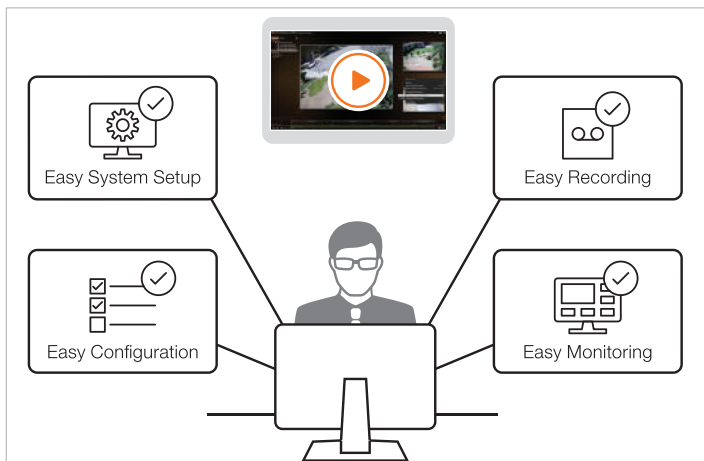 Easy System Setup
Easy Recording
Easy Configuration
Easy Monitoring